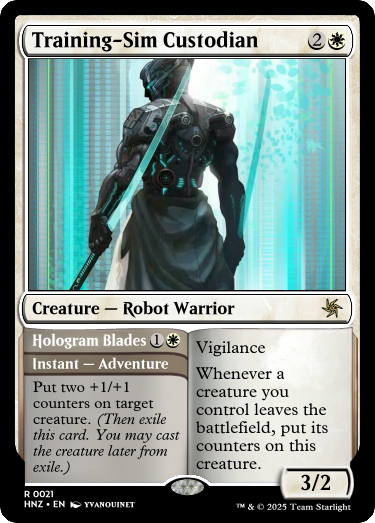 Training-Sim Custodian 2
Creature — Robot Warrior
Hologram Blades 1
Instant — Adventure
Put two +1/+1
counters on target
creature. (Then exile
this card. You may cast
the creature later from
exile.)
Vigilance
Whenever a
creature you
control leaves the
battlefield, put its
counters on this
creature.
3/2
R 0021
HNZ • EN YVANQUINET
™ & © 2025 Team Starlight